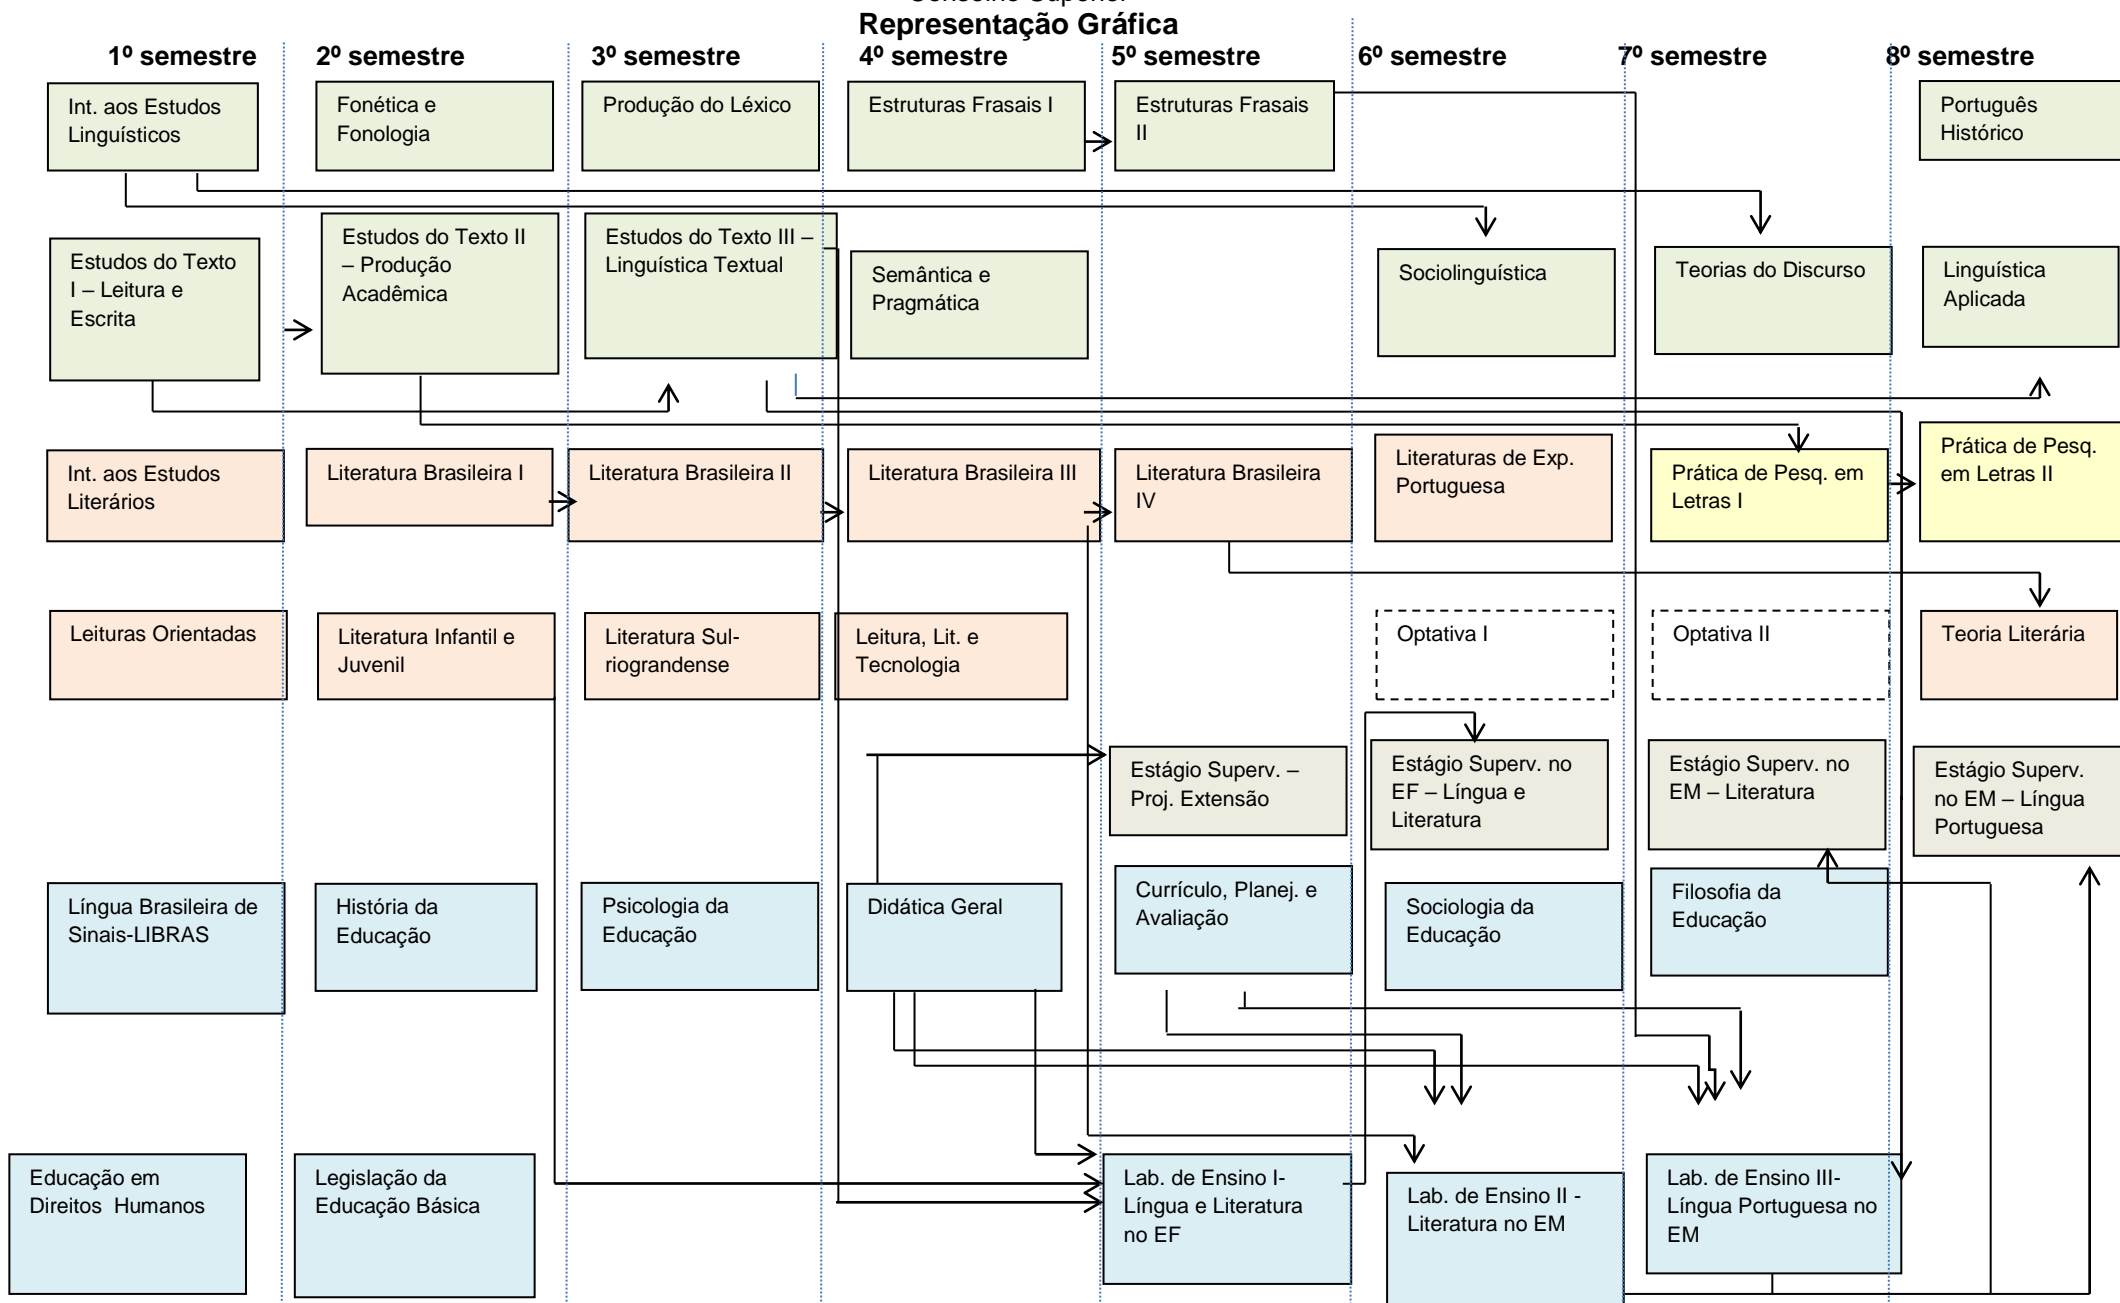 Conselho Superior
Representação Gráfica
1º semestre
2º semestre
3º semestre
4º semestre
5º semestre
6º semestre
7º semestre
8º semestre
Int. aos Estudos
Linguísticos
Fonética e
Fonologia
Produção do Léxico
Estruturas Frasais I
Estruturas Frasais
II
Português
Histórico
Estudos do Texto
I – Leitura e
Escrita
Estudos do Texto II
– Produção
Acadêmica
Estudos do Texto III –
Linguística Textual
Semântica e
Pragmática
Sociolinguística
Teorias do Discurso
Linguística
Aplicada
Int. aos Estudos
Literários
Literatura Brasileira I
Literatura Brasileira II
Literatura Brasileira III
Literatura Brasileira
IV
Literaturas de Exp.
Portuguesa
Prática de Pesq. em
Letras I
Prática de Pesq.
em Letras II
Leituras Orientadas
Literatura Infantil e
Juvenil
Literatura Sul-
riograndense
Leitura, Lit. e
Tecnologia
Optativa I
Optativa II
Teoria Literária
Estágio Superv. –
Proj. Extensão
Estágio Superv. no
EF – Língua e
Literatura
Estágio Superv. no
EM – Literatura
Estágio Superv.
no EM – Língua
Portuguesa
Língua Brasileira de
Sinais-LIBRAS
História da
Educação
Psicologia da
Educação
Didática Geral
Currículo, Planej. e
Avaliação
Sociologia da
Educação
Filosofia da
Educação
Educação em
Direitos  Humanos
Legislação da
Educação Básica
Lab. de Ensino I-
Língua e Literatura
no EF
Lab. de Ensino II -
Literatura no EM
Lab. de Ensino III-
Língua Portuguesa no
EM